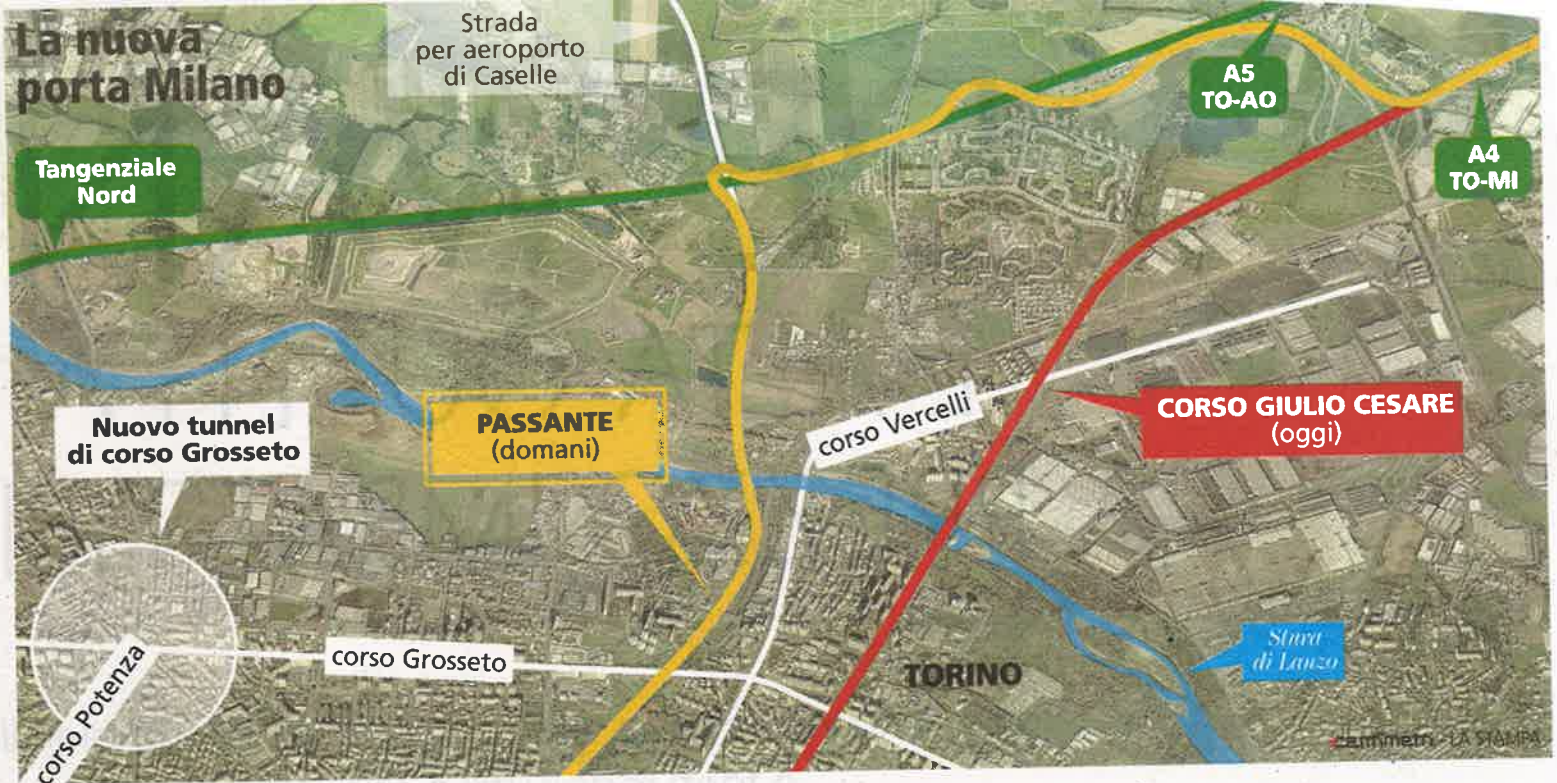 La nuova
porta Milano
Strada
per aeroporto
di Caselle
A5
TO-AO
A4
TO-MI
Tangenziale
Nord
Nuovo tunnel
di corso Grosseto
PASSANTE
(domani)
corso Vercelli
CORSO GIULIO CESARE
(oggi)
corso Grosseto
corso Potenza
TORINO
Stura
di Lanzo
centimetri - LA STAMPA